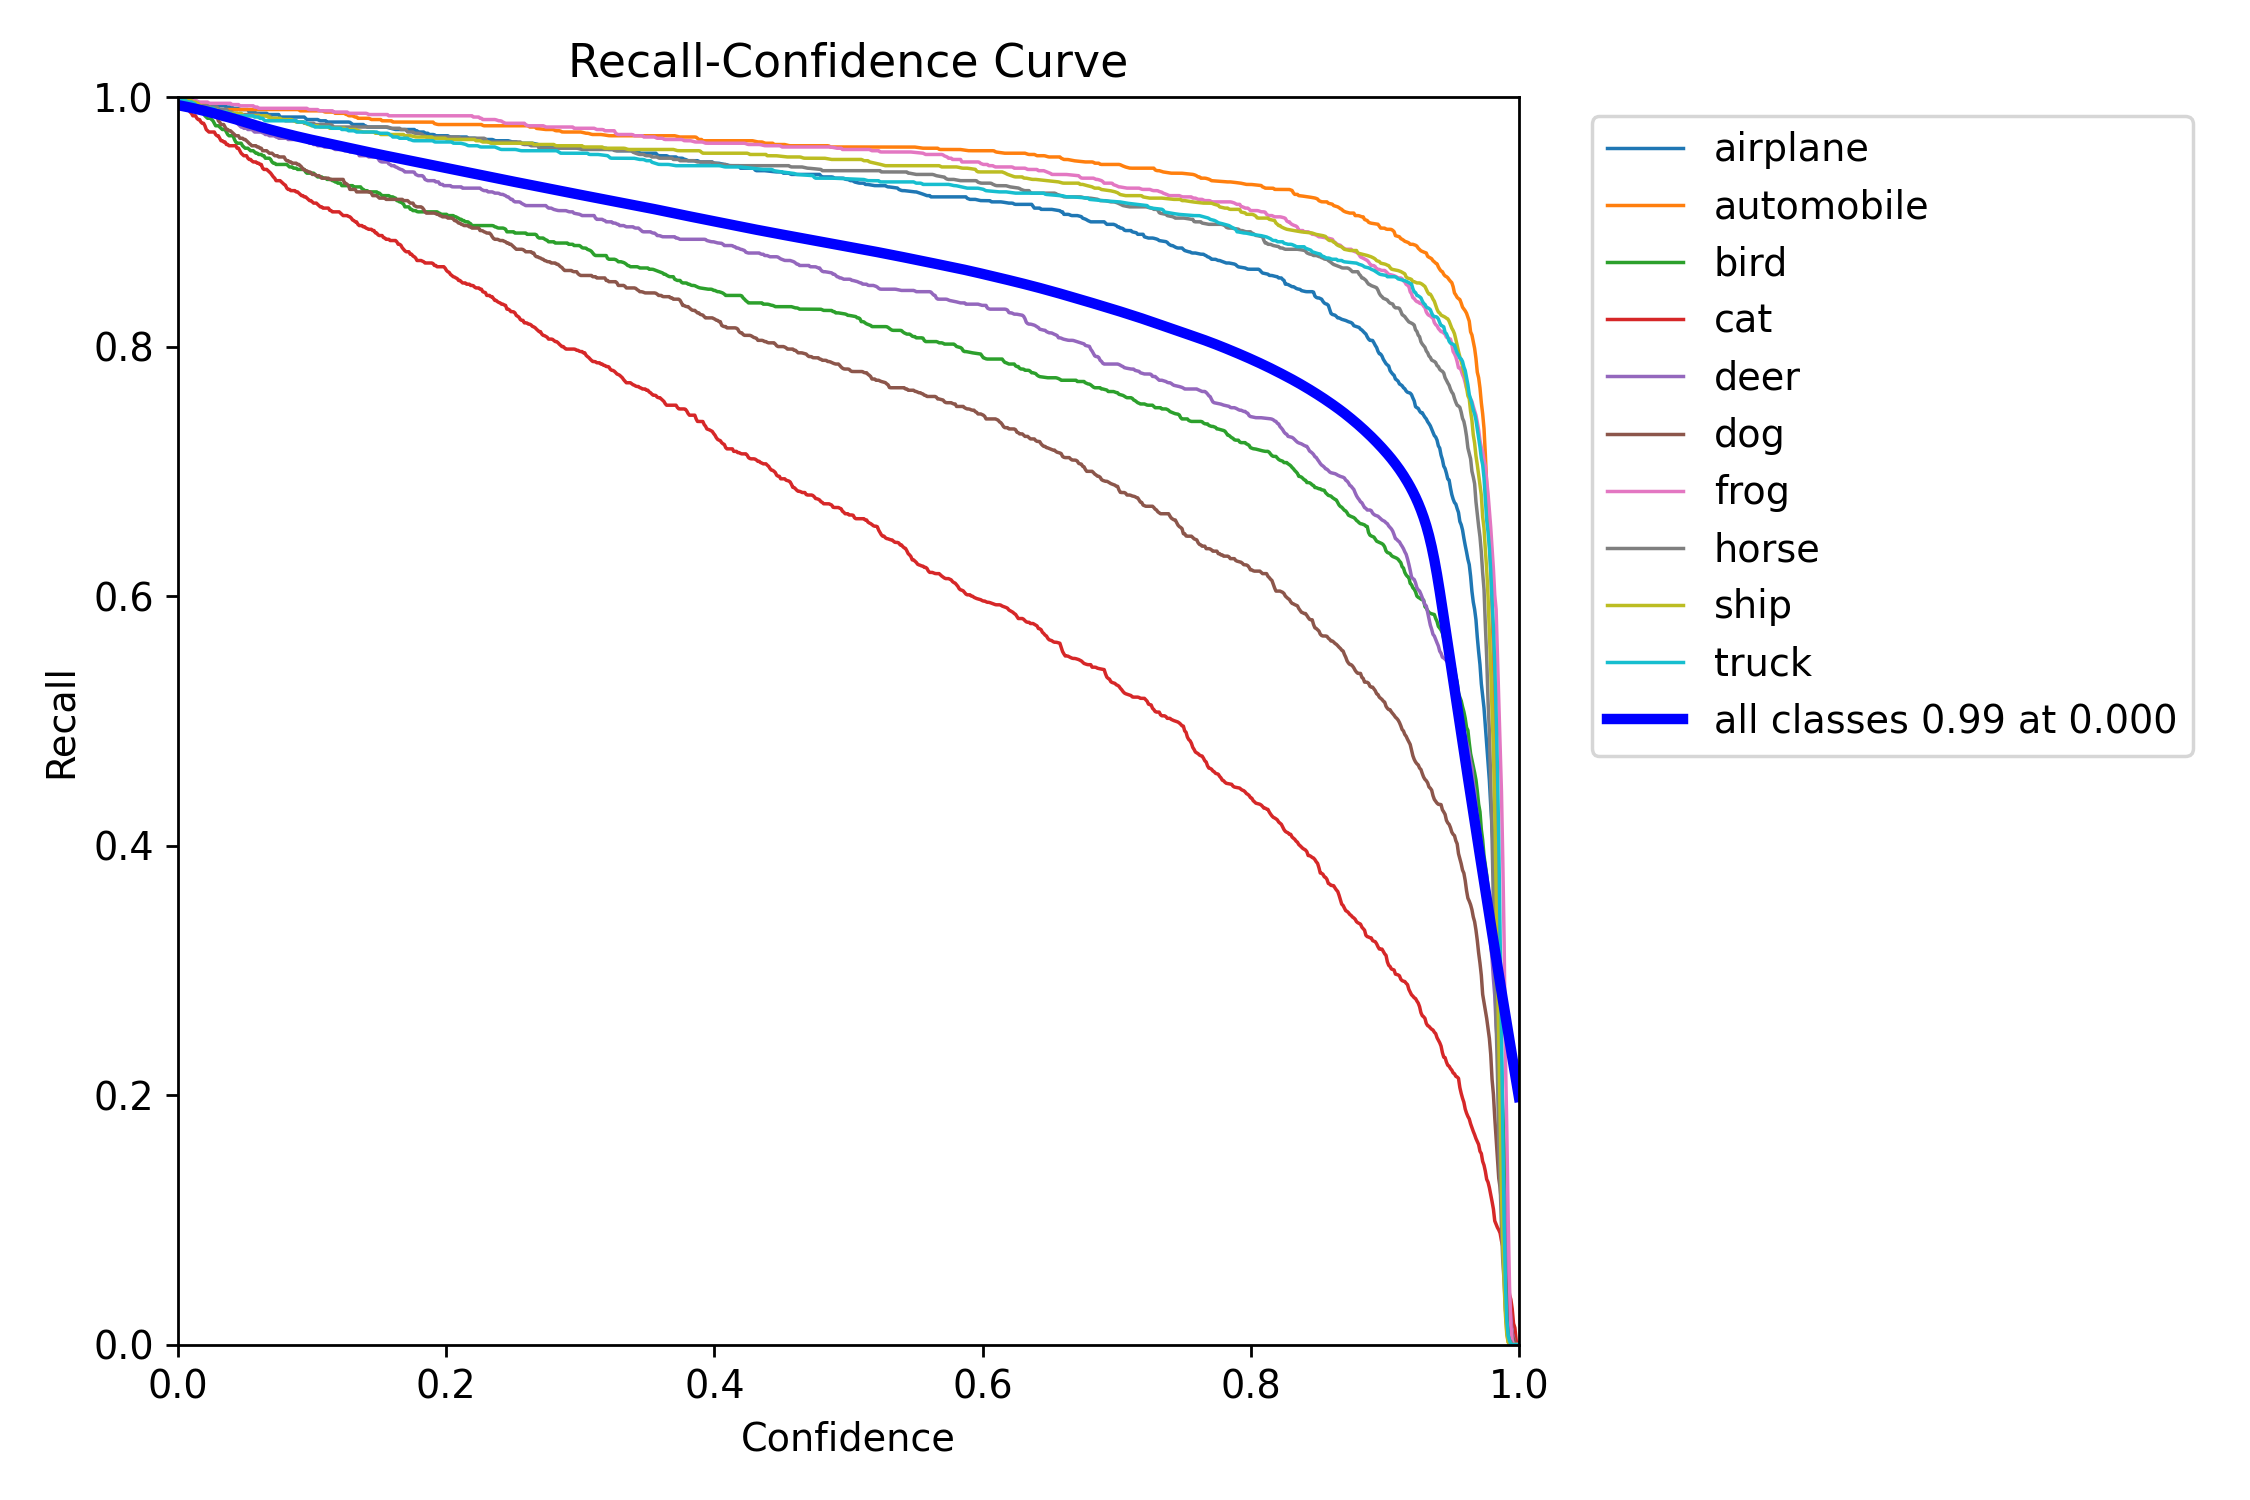 Recall-Confidence Curve
1.0
0.8
0.6
0.4
0.2
0.0
Recall
0.0 0.2 0.4 0.6 0.8 1.0
Confidence
airplane
automobile
bird
cat
deer
dog
frog
horse
ship
truck
all classes 0.99 at 0.000